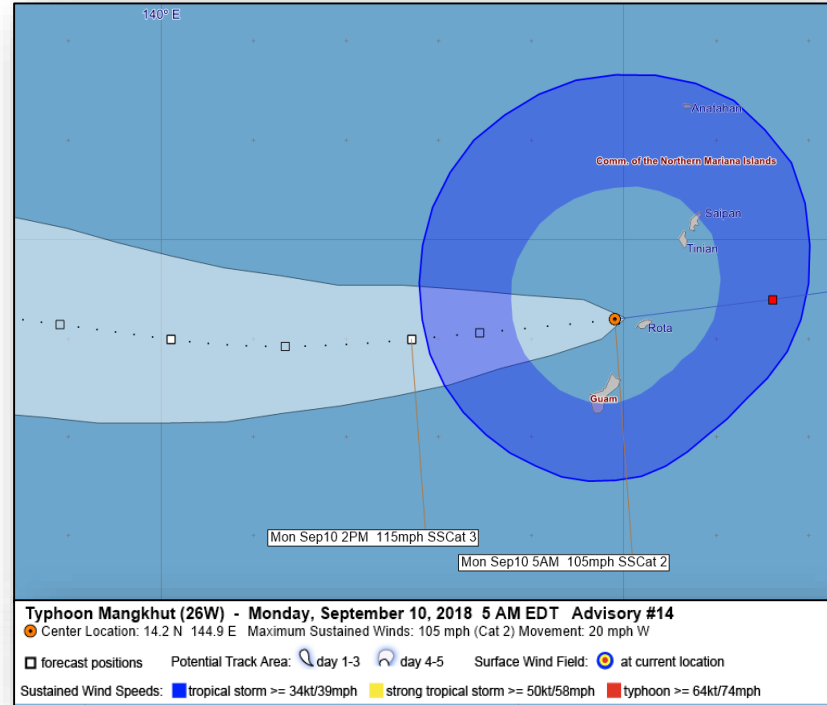 140° E
Anatahan
Comm. of the Northern Mariana Islands
Saipan
Tinian
Rota
Guam
Mon Sep10 2PM  115mph SSCat 3
Mon Sep10 5AM  105mph SSCat 2
Typhoon Mangkhut (26W)  -  Monday, September 10, 2018  5 AM EDT   Advisory #14
Center Location: 14.2 N  144.9 E   Maximum Sustained Winds: 105 mph (Cat 2)  Movement: 20 mph W
forecast positions   Potential Track Area:   day 1-3   day 4-5   Surface Wind Field:   at current location
Sustained Wind Speeds:   tropical storm >= 34kt/39mph   strong tropical storm >= 50kt/58mph   typhoon >= 64kt/74mph